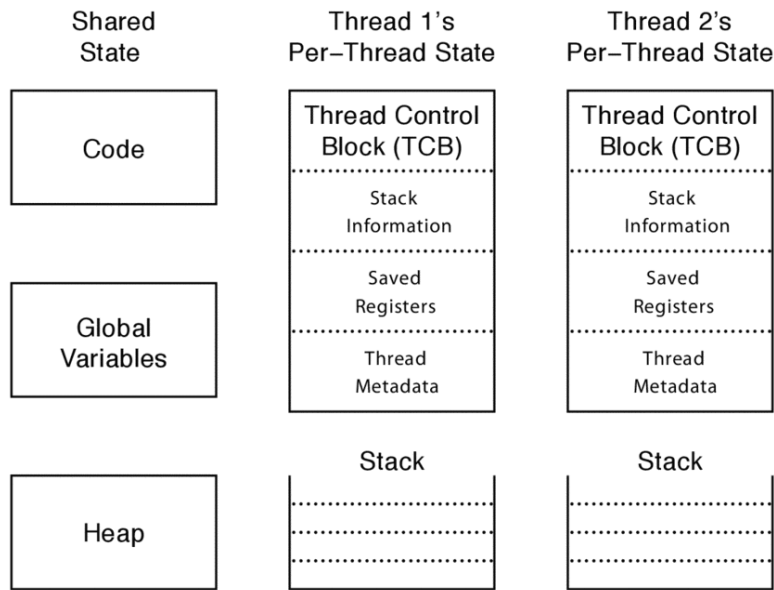 Shared
State
Thread 1's
Per−Thread State
Thread 2's
Per−Thread State
Code
Global
Variables
Heap
Thread Control
Block (TCB)
Stack
Information
Saved
Registers
Thread
Metadata
Stack
Thread Control
Block (TCB)
Stack
Information
Saved
Registers
Thread
Metadata
Stack